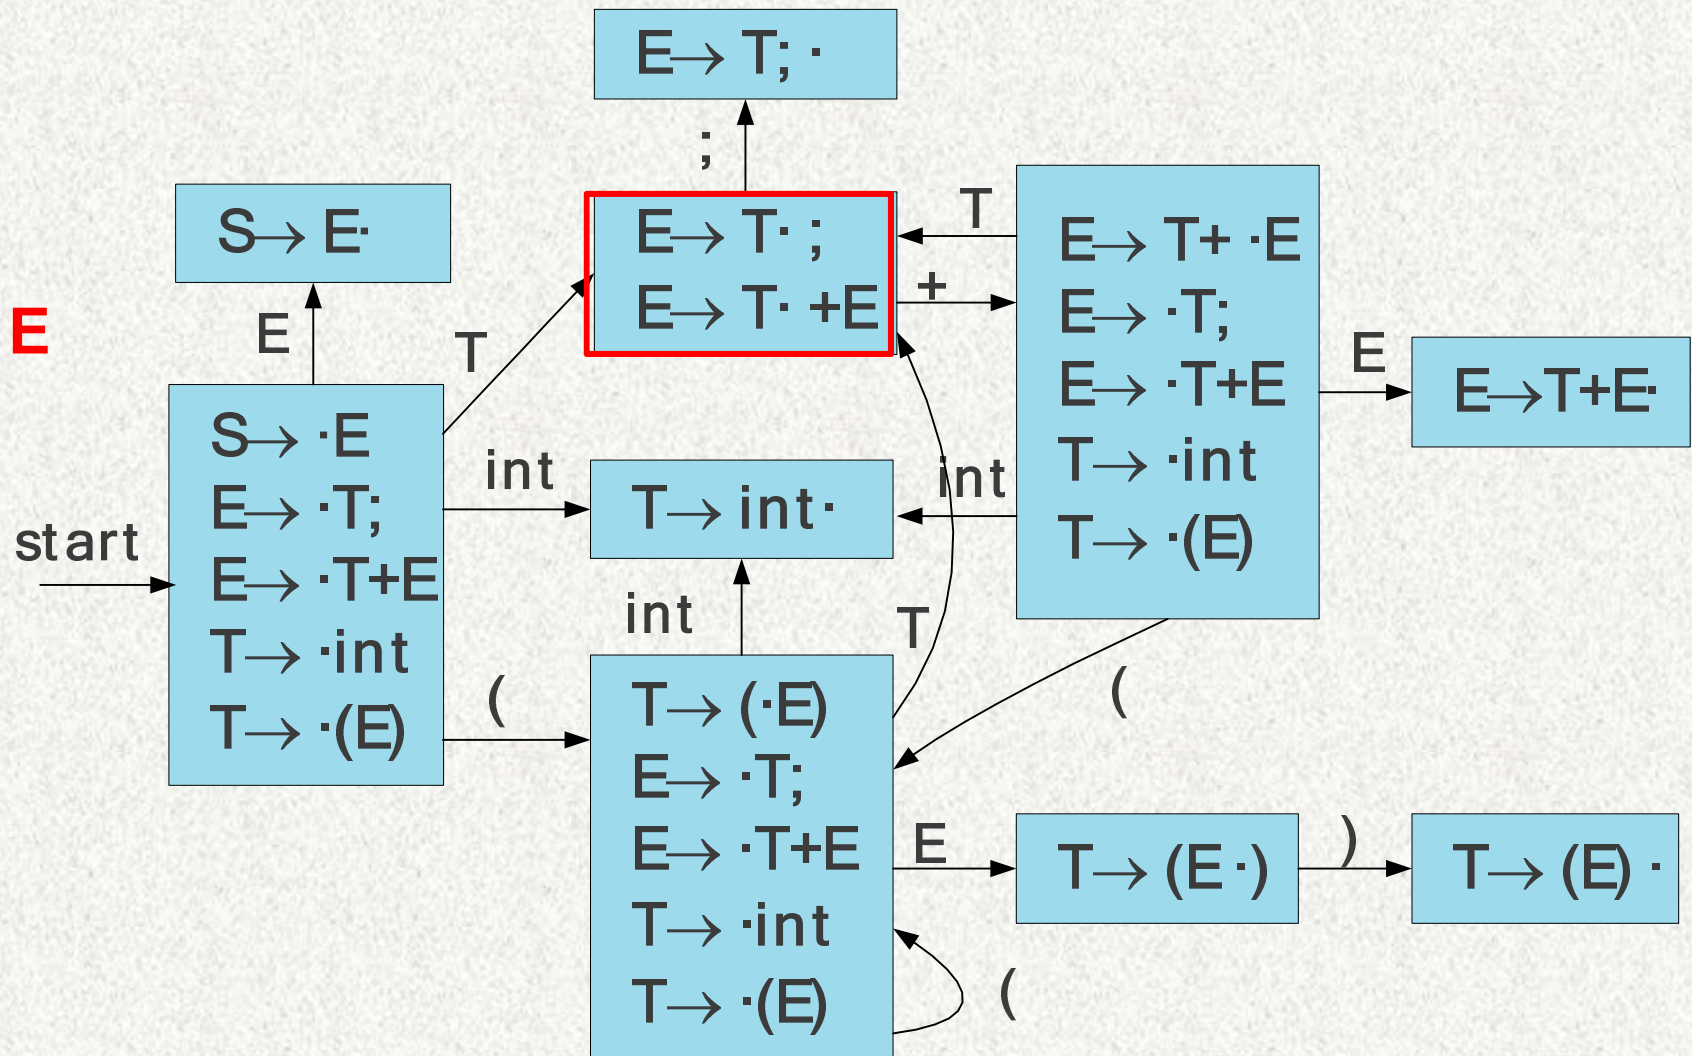 E→ T; ·
;
S→ E·
E→ T· ;
E→ T· +E
T
+
E→ T+ ·E
E→ ·T;
E→ ·T+E
T→ ·int
T→ ·(E)
E
E
T
E
E→T+E·
S→ ·E
E→ ·T;
E→ ·T+E
T→ ·int
T→ ·(E)
start
int
T→ int·
int
int
T
(
(
T→ (·E)
E→ ·T;
E→ ·T+E
T→ ·int
T→ ·(E)
E
T→ (E ·)
)
T→ (E) ·
(